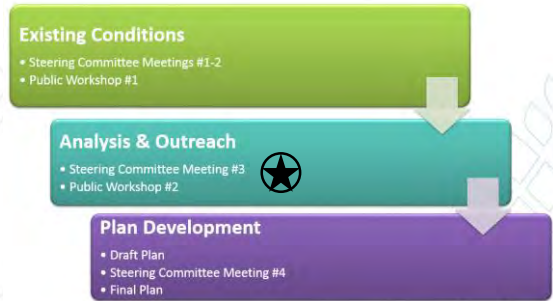 Existing Conditions
• Steering Committee Meetings #1-2
• Public Workshop #1
Analysis & Outreach
• Steering Committee Meeting #3
• Public Workshop #2
Plan Development
• Draft Plan
• Steering Committee Meeting #4
• Final Plan